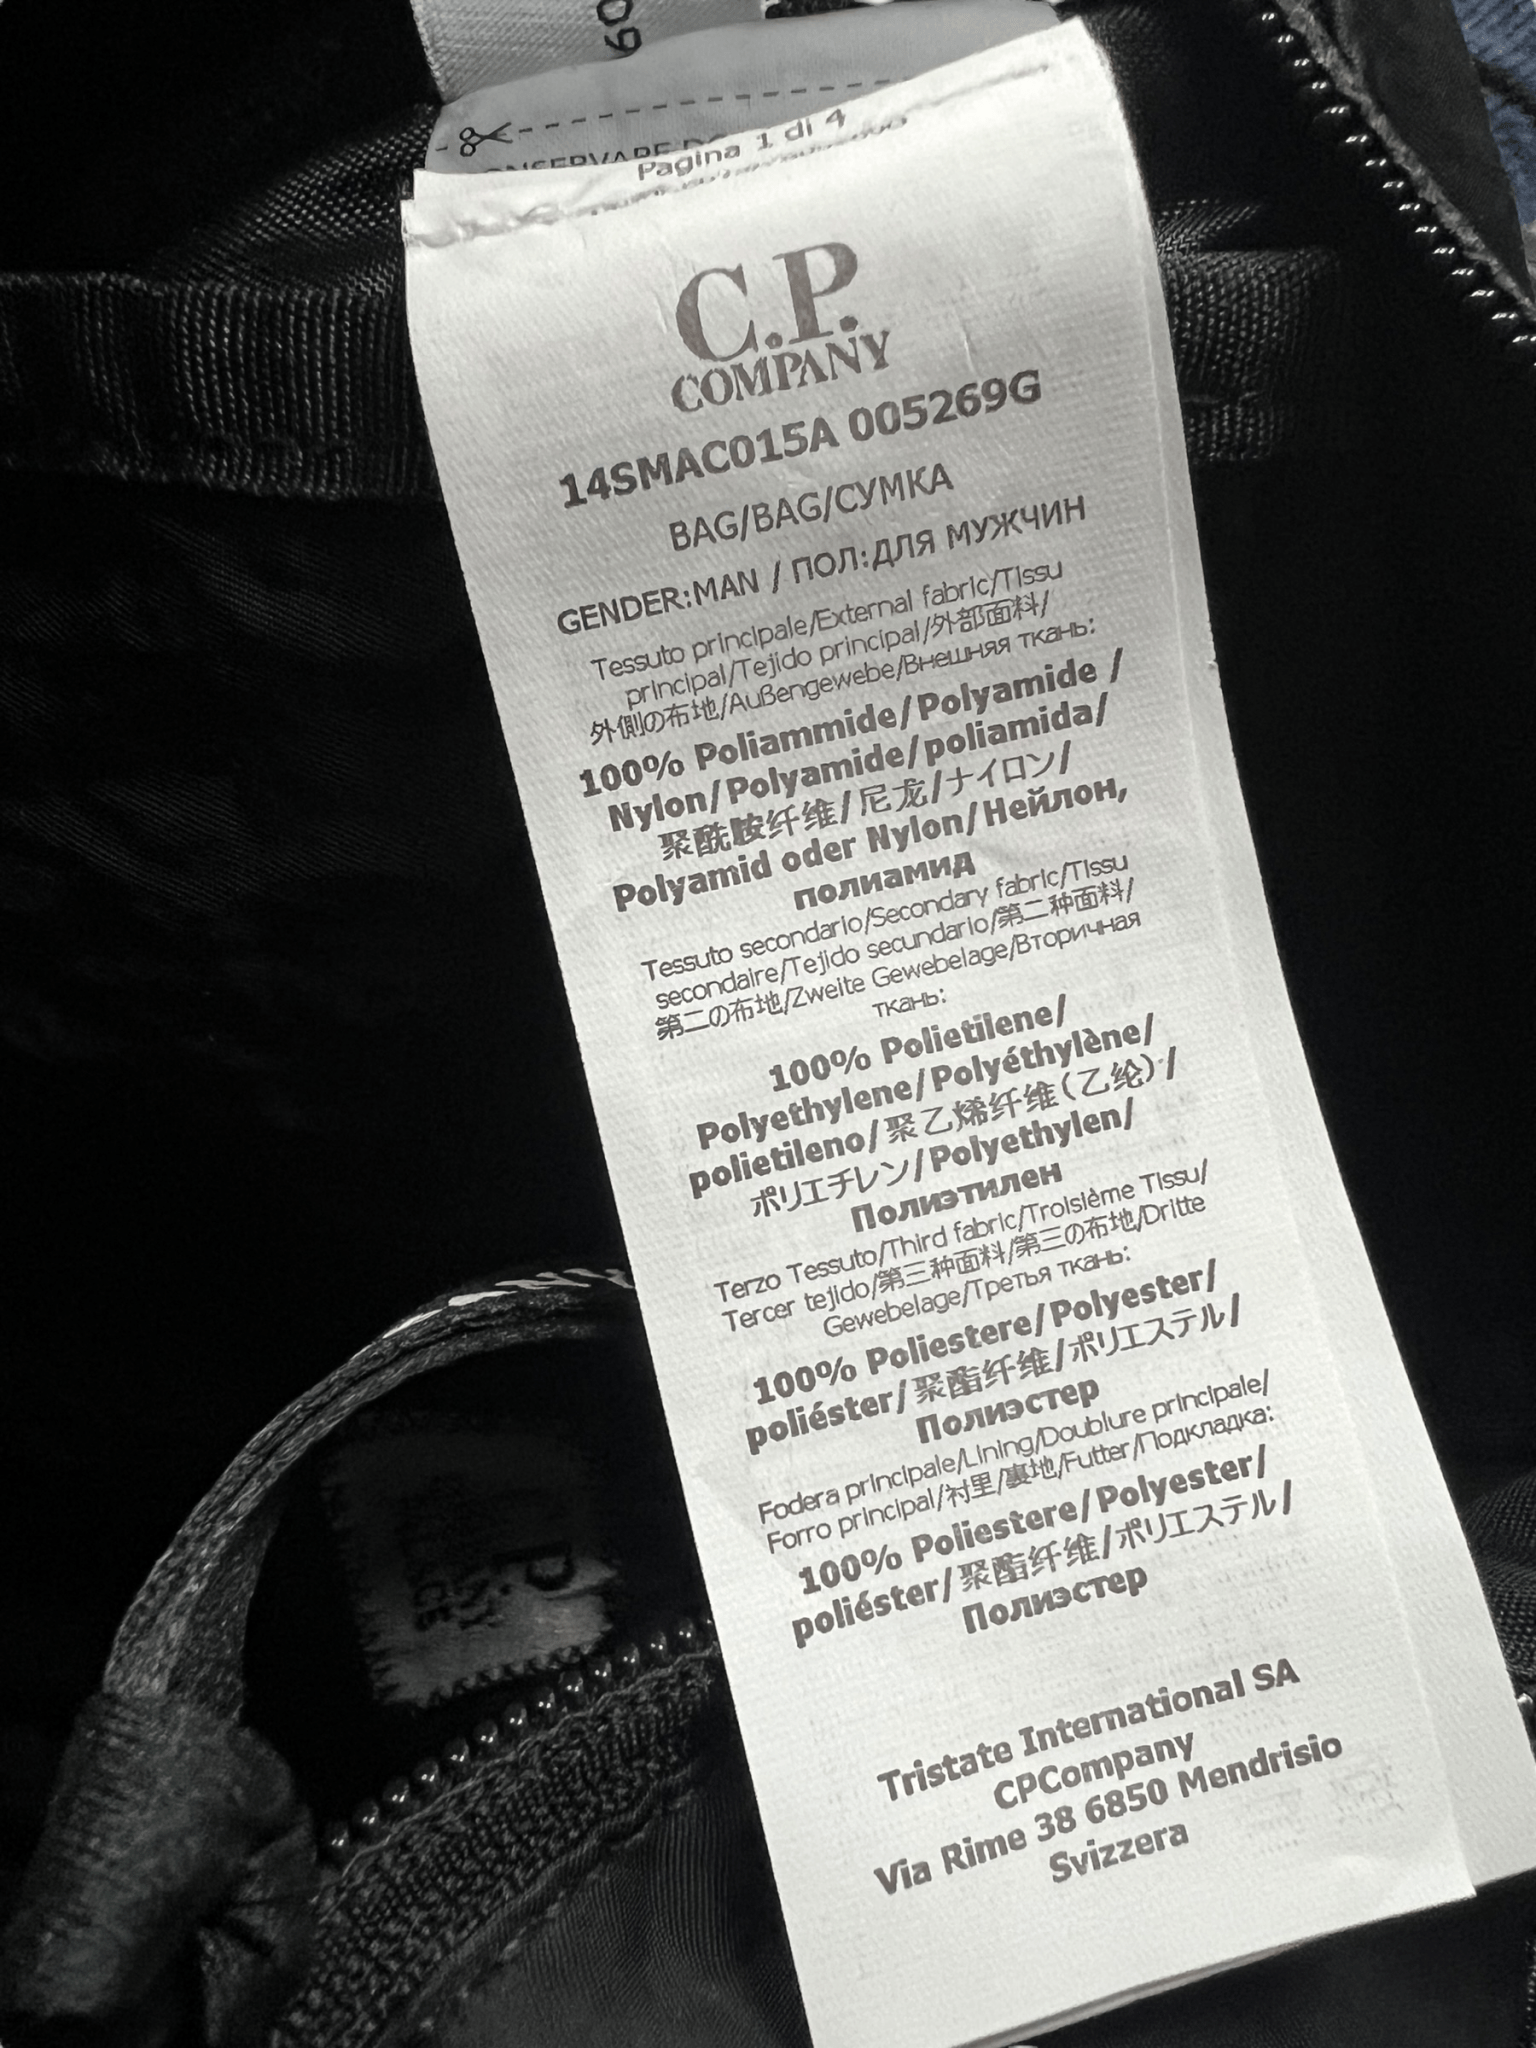 60
CONSERVARE
Pagina 1 di 4
C.P.
COMPANY
14SMAC015A 005269G
BAG/BAG/СУМКА
GENDER:MAN / ПОЛ:ДЛЯ МУЖЧИН
Tessuto principale/External fabric/Tissu
principal/Tejido principal/外部面料/
外側の布地/Außengewebe/Внешняя ткань:
100% Poliammide/Polyamide /
Nylon/Polyamide/poliamida/
聚酰胺纤维/尼龙/ナイロン/
Polyamid oder Nylon/Нейлон,
полиамид
Tessuto secondario/Secondary fabric/Tissu
secondaire/Tejido secundario/第二种面料/
第二の布地/Zweite Gewebelage/Вторичная
ткань:
100% Polietilene/
Polyethylene/Polyéthylène/
polietileno/聚乙烯纤维(乙纶)/
ポリエチレン/Polyethylen/
Полиэтилен
Terzo Tessuto/Third fabric/Troisième Tissu/
Tercer tejido/第三种面料/第三の布地/Dritte
Gewebelage/Третья ткань:
100% Poliestere/Polyester/
poliéster/聚酯纤维/ポリエステル/
Полиэстер
Fodera principale/Lining/Doublure principale/
Forro principal/衬里/裏地/Futter/Подкладка:
100% Poliestere/Polyester/
poliéster/聚酯纤维/ポリエステル/
Полиэстер
Tristate International SA
CPCompany
Via Rime 38 6850 Mendrisio
Svizzera